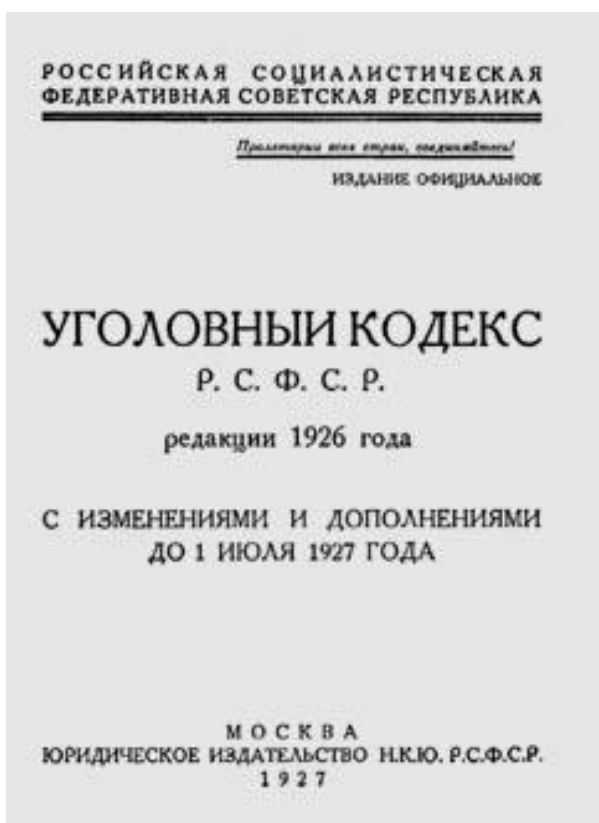 РОССИЙСКАЯ СОЦИАЛИСТИЧЕСКАЯ
ФЕДЕРАТИВНАЯ СОВЕТСКАЯ РЕСПУБЛИКА
Пролетарии всех стран, соединяйтесь!
ИЗДАНИЕ ОФИЦИАЛЬНОЕ
УГОЛОВНЫЙ КОДЕКС
Р. С. Ф. С. Р.
редакции 1926 года
С ИЗМЕНЕНИЯМИ И ДОПОЛНЕНИЯМИ
ДО 1 ИЮЛЯ 1927 ГОДА
МОСКВА
ЮРИДИЧЕСКОЕ ИЗДАТЕЛЬСТВО Н.К.Ю. Р.С.Ф.С.Р.
1927